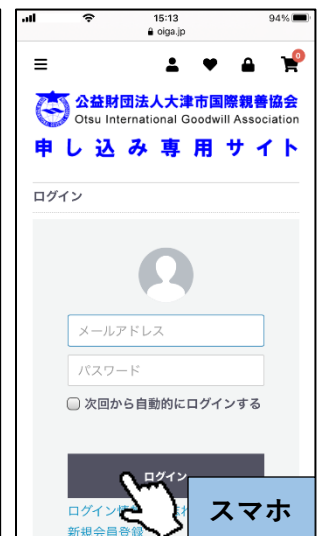 15:13
94%
oiga.jp
0
公益財団法人大津市国際親善協会
Otsu International Goodwill Association
申し込み専用サイト
ログイン
メールアドレス
パスワード
次回から自動的にログインする
ログイン
ログイン
新規会員登録
スマホ